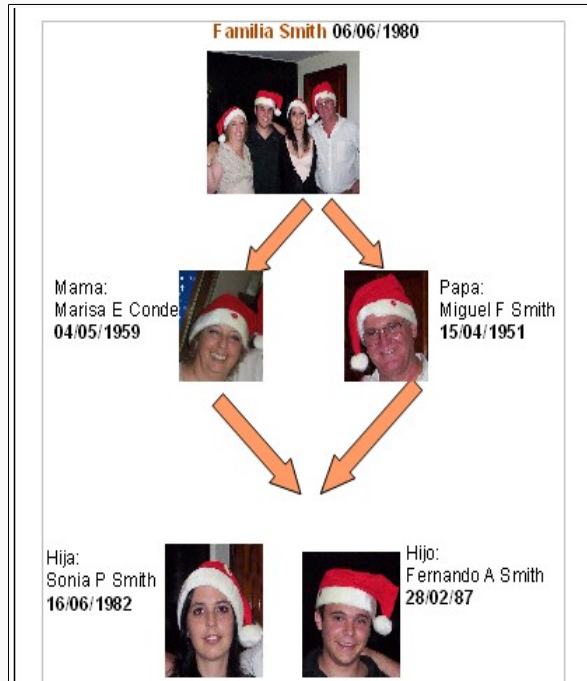 Familia Smith 06/06/1980
Mama:
Marisa E Conde
04/05/1959
Papa:
Miguel F Smith
15/04/1951
Hija:
Sonia P Smith
16/06/1982
Hijo:
Fernando A Smith
28/02/87